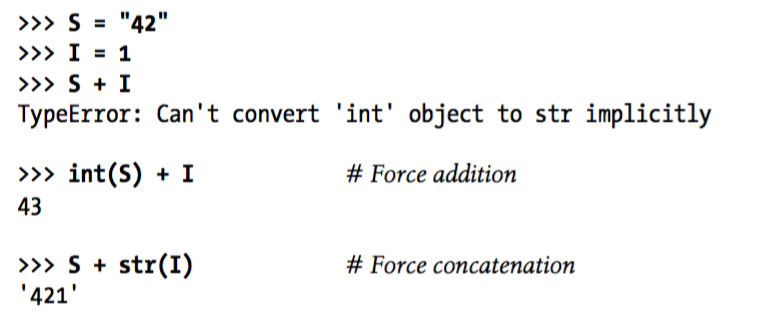 >>> S = "42"
>>> I = 1
>>> S + I
TypeError: Can't convert 'int' object to str implicitly
>>> int(S) + I # Force addition
43
>>> S + str(I) # Force concatenation
'421'